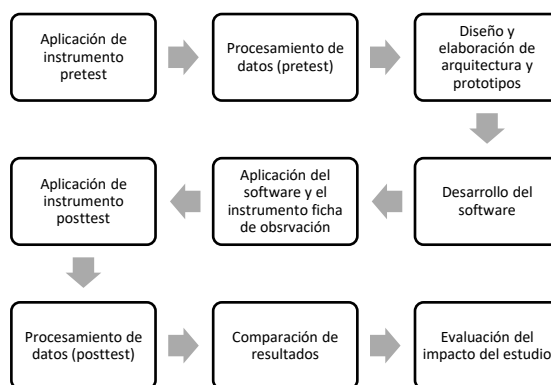 Aplicación de
instrumento
pretest
Procesamiento de
datos (pretest)
Diseño y
elaboración de
arquitectura y
prototipos
Desarrollo del
software
Aplicación del
software y el
instrumento ficha
de obsrvación
Aplicación de
instrumento
posttest
Procesamiento de
datos (posttest)
Comparación de
resultados
Evaluación del
impacto del estudio